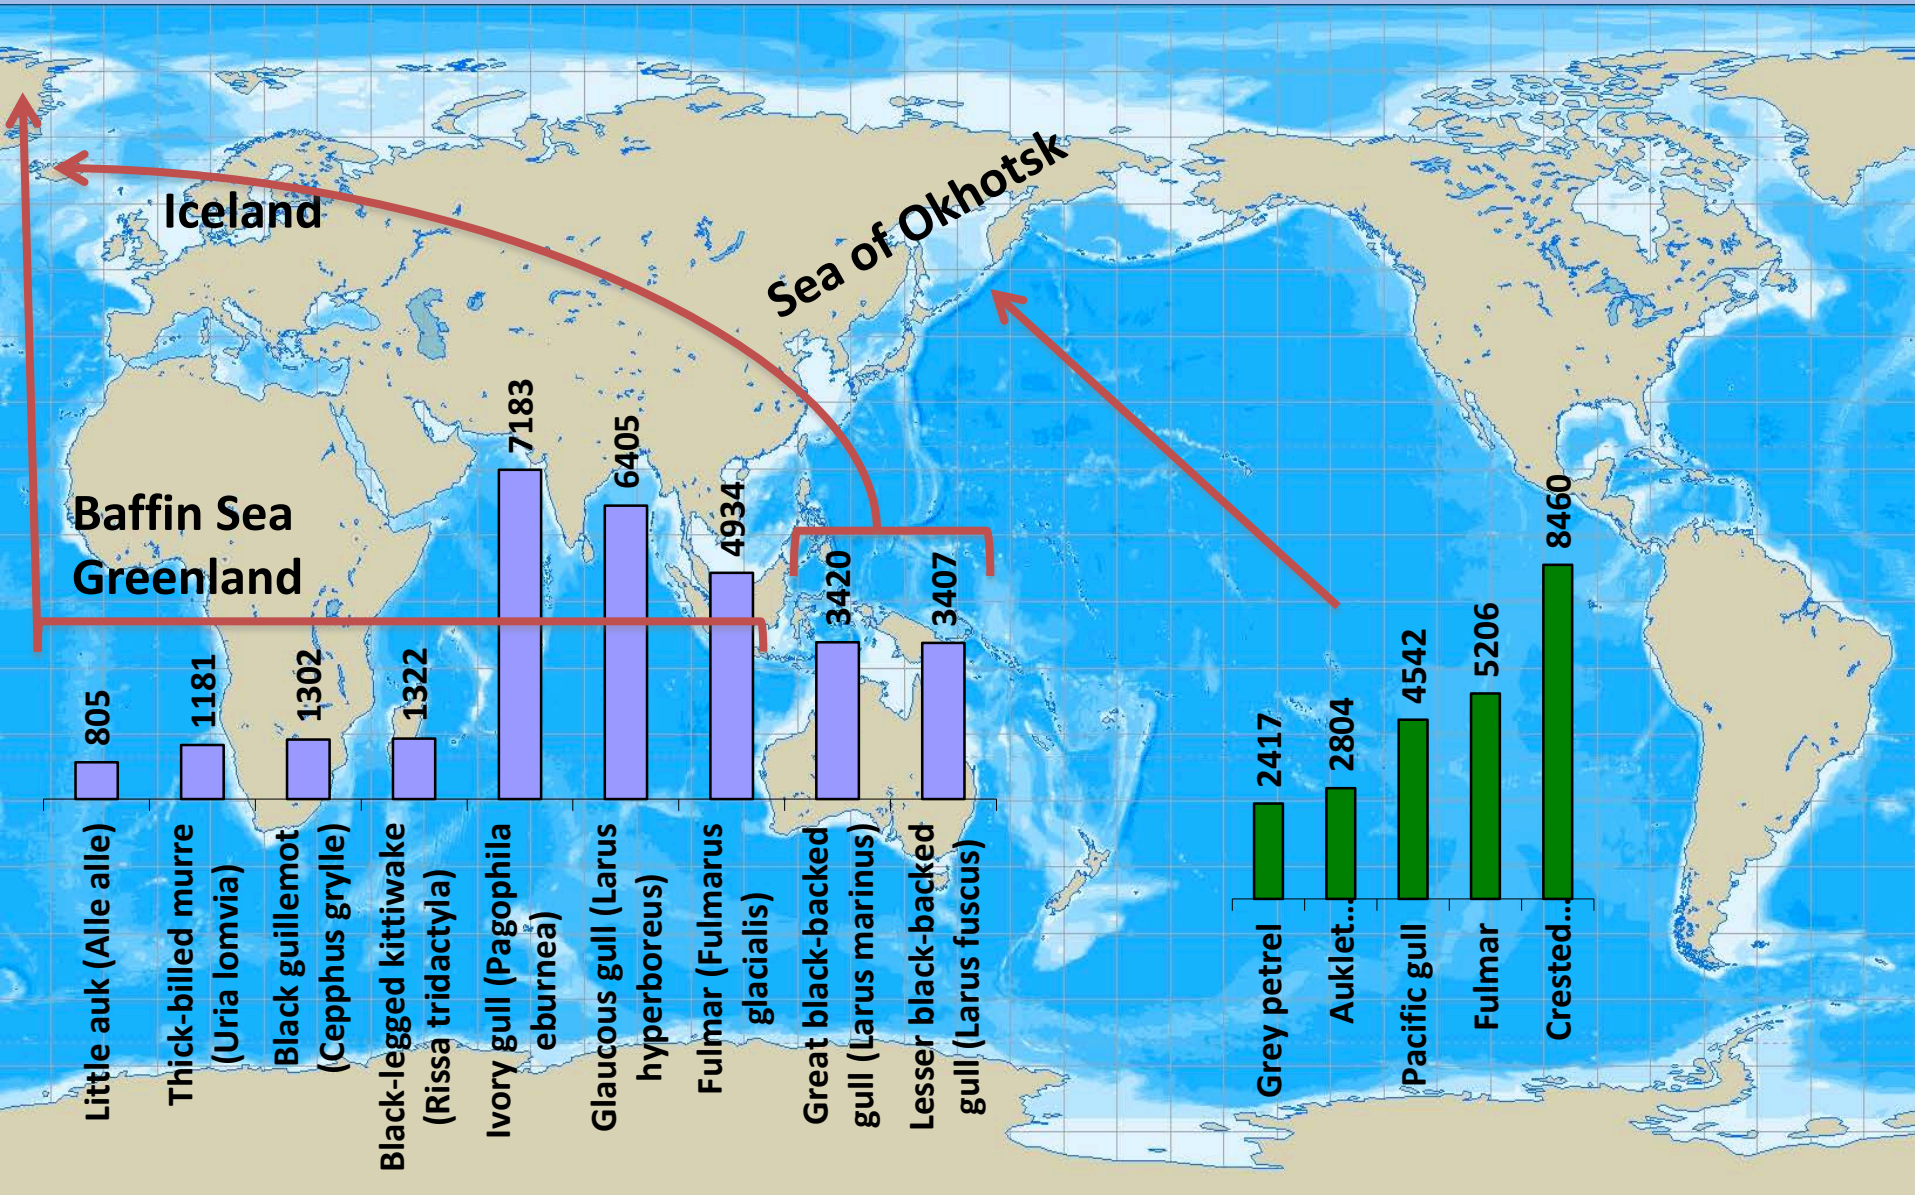 Sea of Okhotsk
Iceland
Baffin Sea
Greenland
805
1181
1302
1322
7183
6405
4934
3420
3407
Little auk (Alle alle)
Thick-billed murre
(Uria lomvia)
Black guillemot
(Cepphus grylle)
Black-legged kittiwake
(Rissa tridactyla)
Ivory gull (Pagophila
eburnea)
Glaucous gull (Larus
hyperboreus)
Fulmar (Fulmarus
glacialis)
Great black-backed
gull (Larus marinus)
Lesser black-backed
gull (Larus fuscus)
2417
2804
4542
5206
8460
Grey petrel
Auklet...
Pacific gull
Fulmar
Crested...